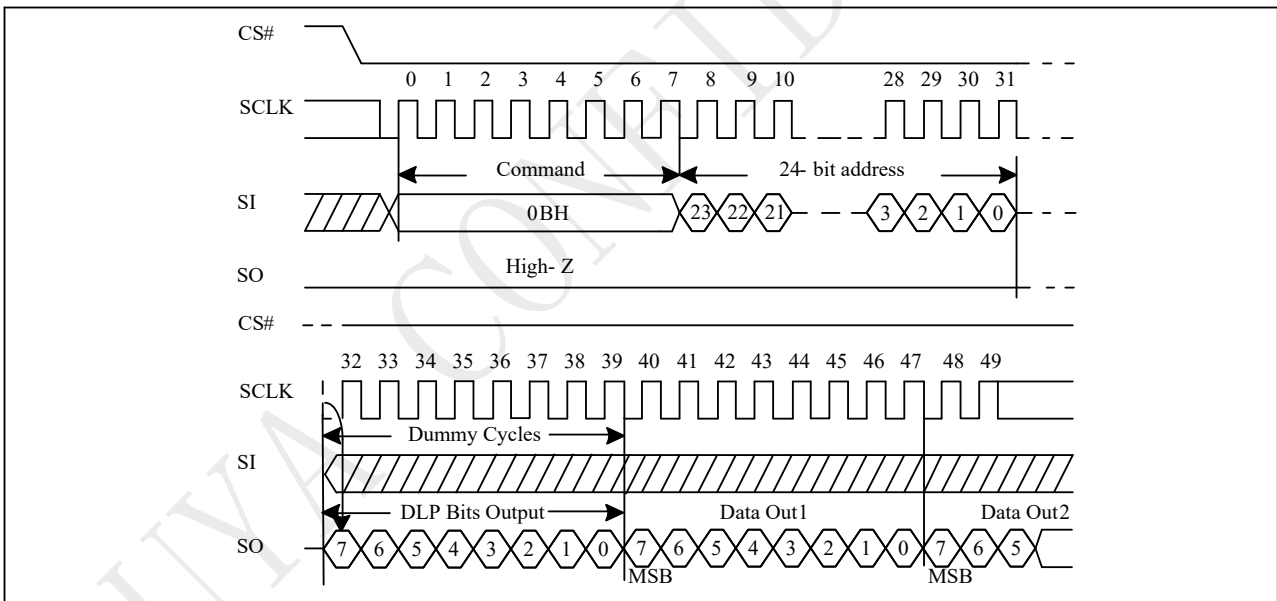 CS#
0 1 2 3 4 5 6 7 8 9 10 28 29 30 31
SCLK
Command 24- bit address
SI 0BH 23 22 21 3 2 1 0
High- Z
SO
CS#
32 33 34 35 36 37 38 39 40 41 42 43 44 45 46 47 48 49
SCLK
Dummy Cycles
SI
DLP Bits Output Data Out1 Data Out2
SO 7 6 5 4 3 2 1 0 7 6 5 4 3 2 1 0 7 6 5
MSB MSB